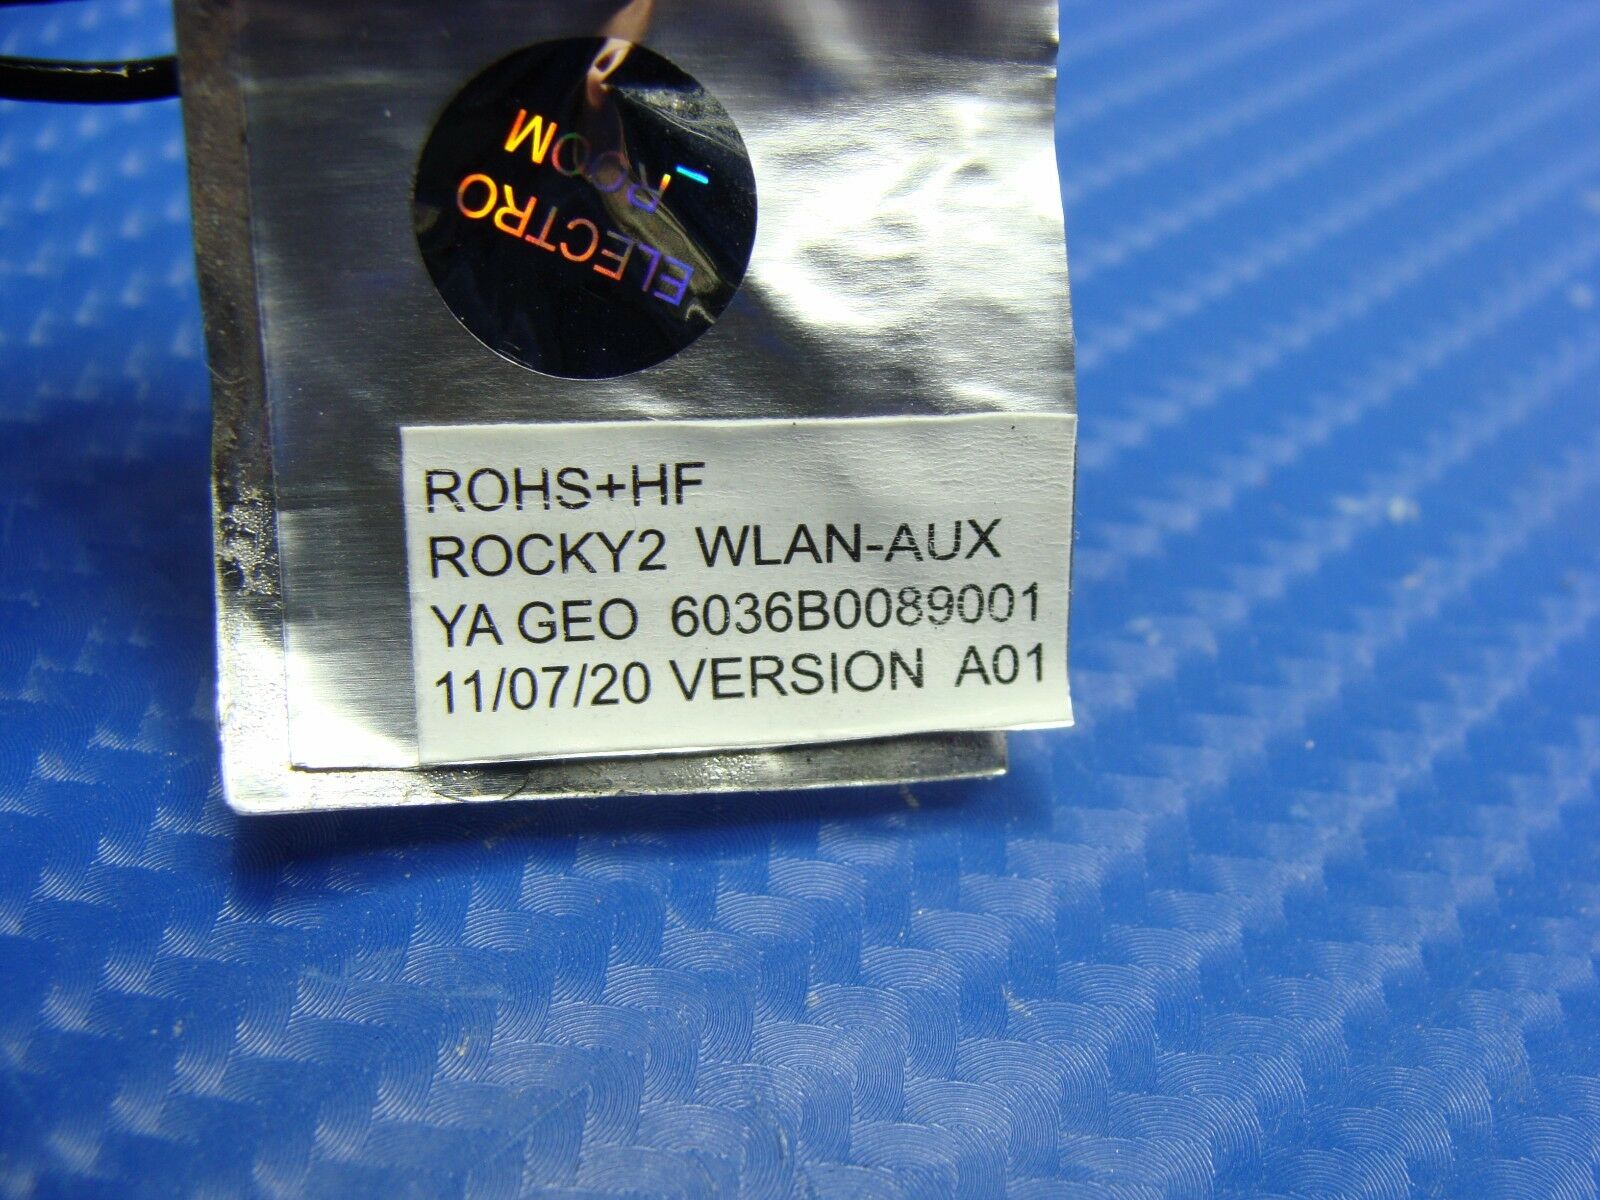 ELECTRO
-ROOM
ROHS+HF
ROCKY2 WLAN-AUX
YA GEO 6036B0089001
11/07/20 VERSION A01